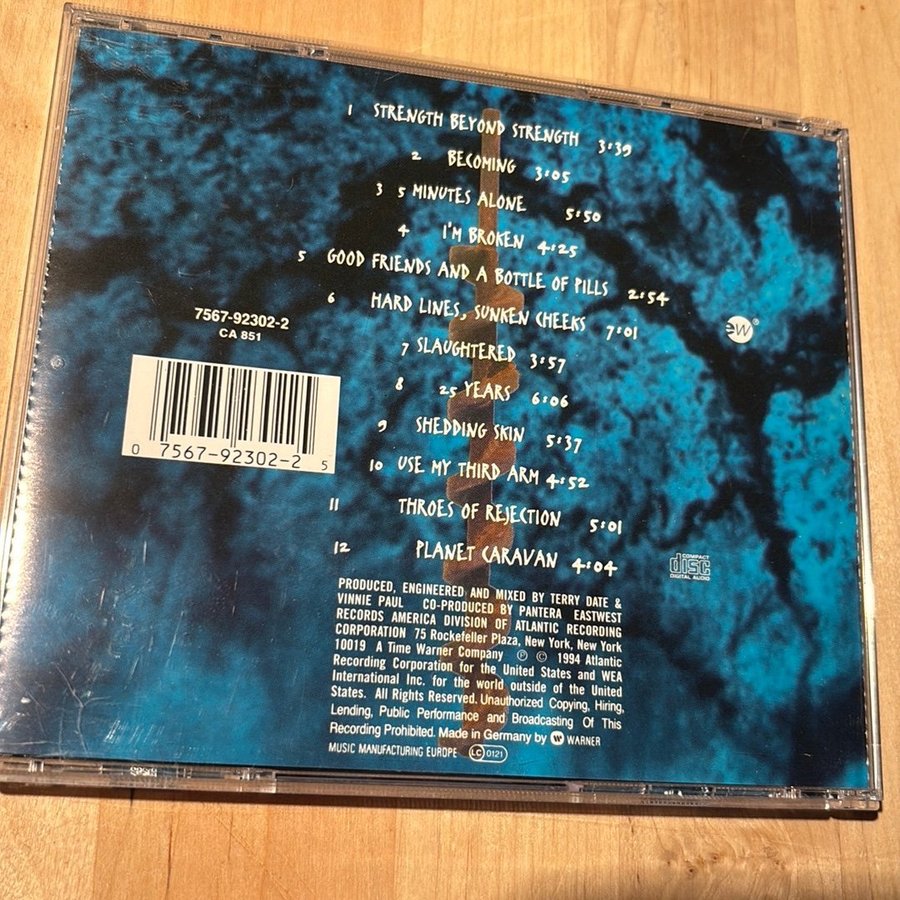 1 STRENGTH BEYOND STRENGTH 3:39
2 BECOMING 3:05
3 5 MINUTES ALONE 5:50
4 I'M BROKEN 4:25
5 GOOD FRIENDS AND A BOTTLE OF PILLS 2:54
6 HARD LINES, SUNKEN CHEEKS 7:01
7 SLAUGHTERED 3:57
8 25 YEARS 6:06
9 SHEDDING SKIN 5:37
10 USE MY THIRD ARM 4:52
11 THROES OF REJECTION 5:01
12 PLANET CARAVAN 4:04
7567-92302-2
CA 851
0 7567-92302-2 5
EW®
COMPACT
disc
DIGITAL AUDIO
PRODUCED, ENGINEERED AND MIXED BY TERRY DATE &
VINNIE PAUL CO-PRODUCED BY PANTERA EASTWEST
RECORDS AMERICA DIVISION OF ATLANTIC RECORDING
CORPORATION 75 Rockefeller Plaza, New York, New York
10019 A Time Warner Company ℗ © 1994 Atlantic
Recording Corporation for the United States and WEA
International Inc. for the world outside of the United
States. All Rights Reserved. Unauthorized Copying, Hiring,
Lending, Public Performance and Broadcasting Of This
Recording Prohibited. Made in Germany by WARNER
MUSIC MANUFACTURING EUROPE LC 0121